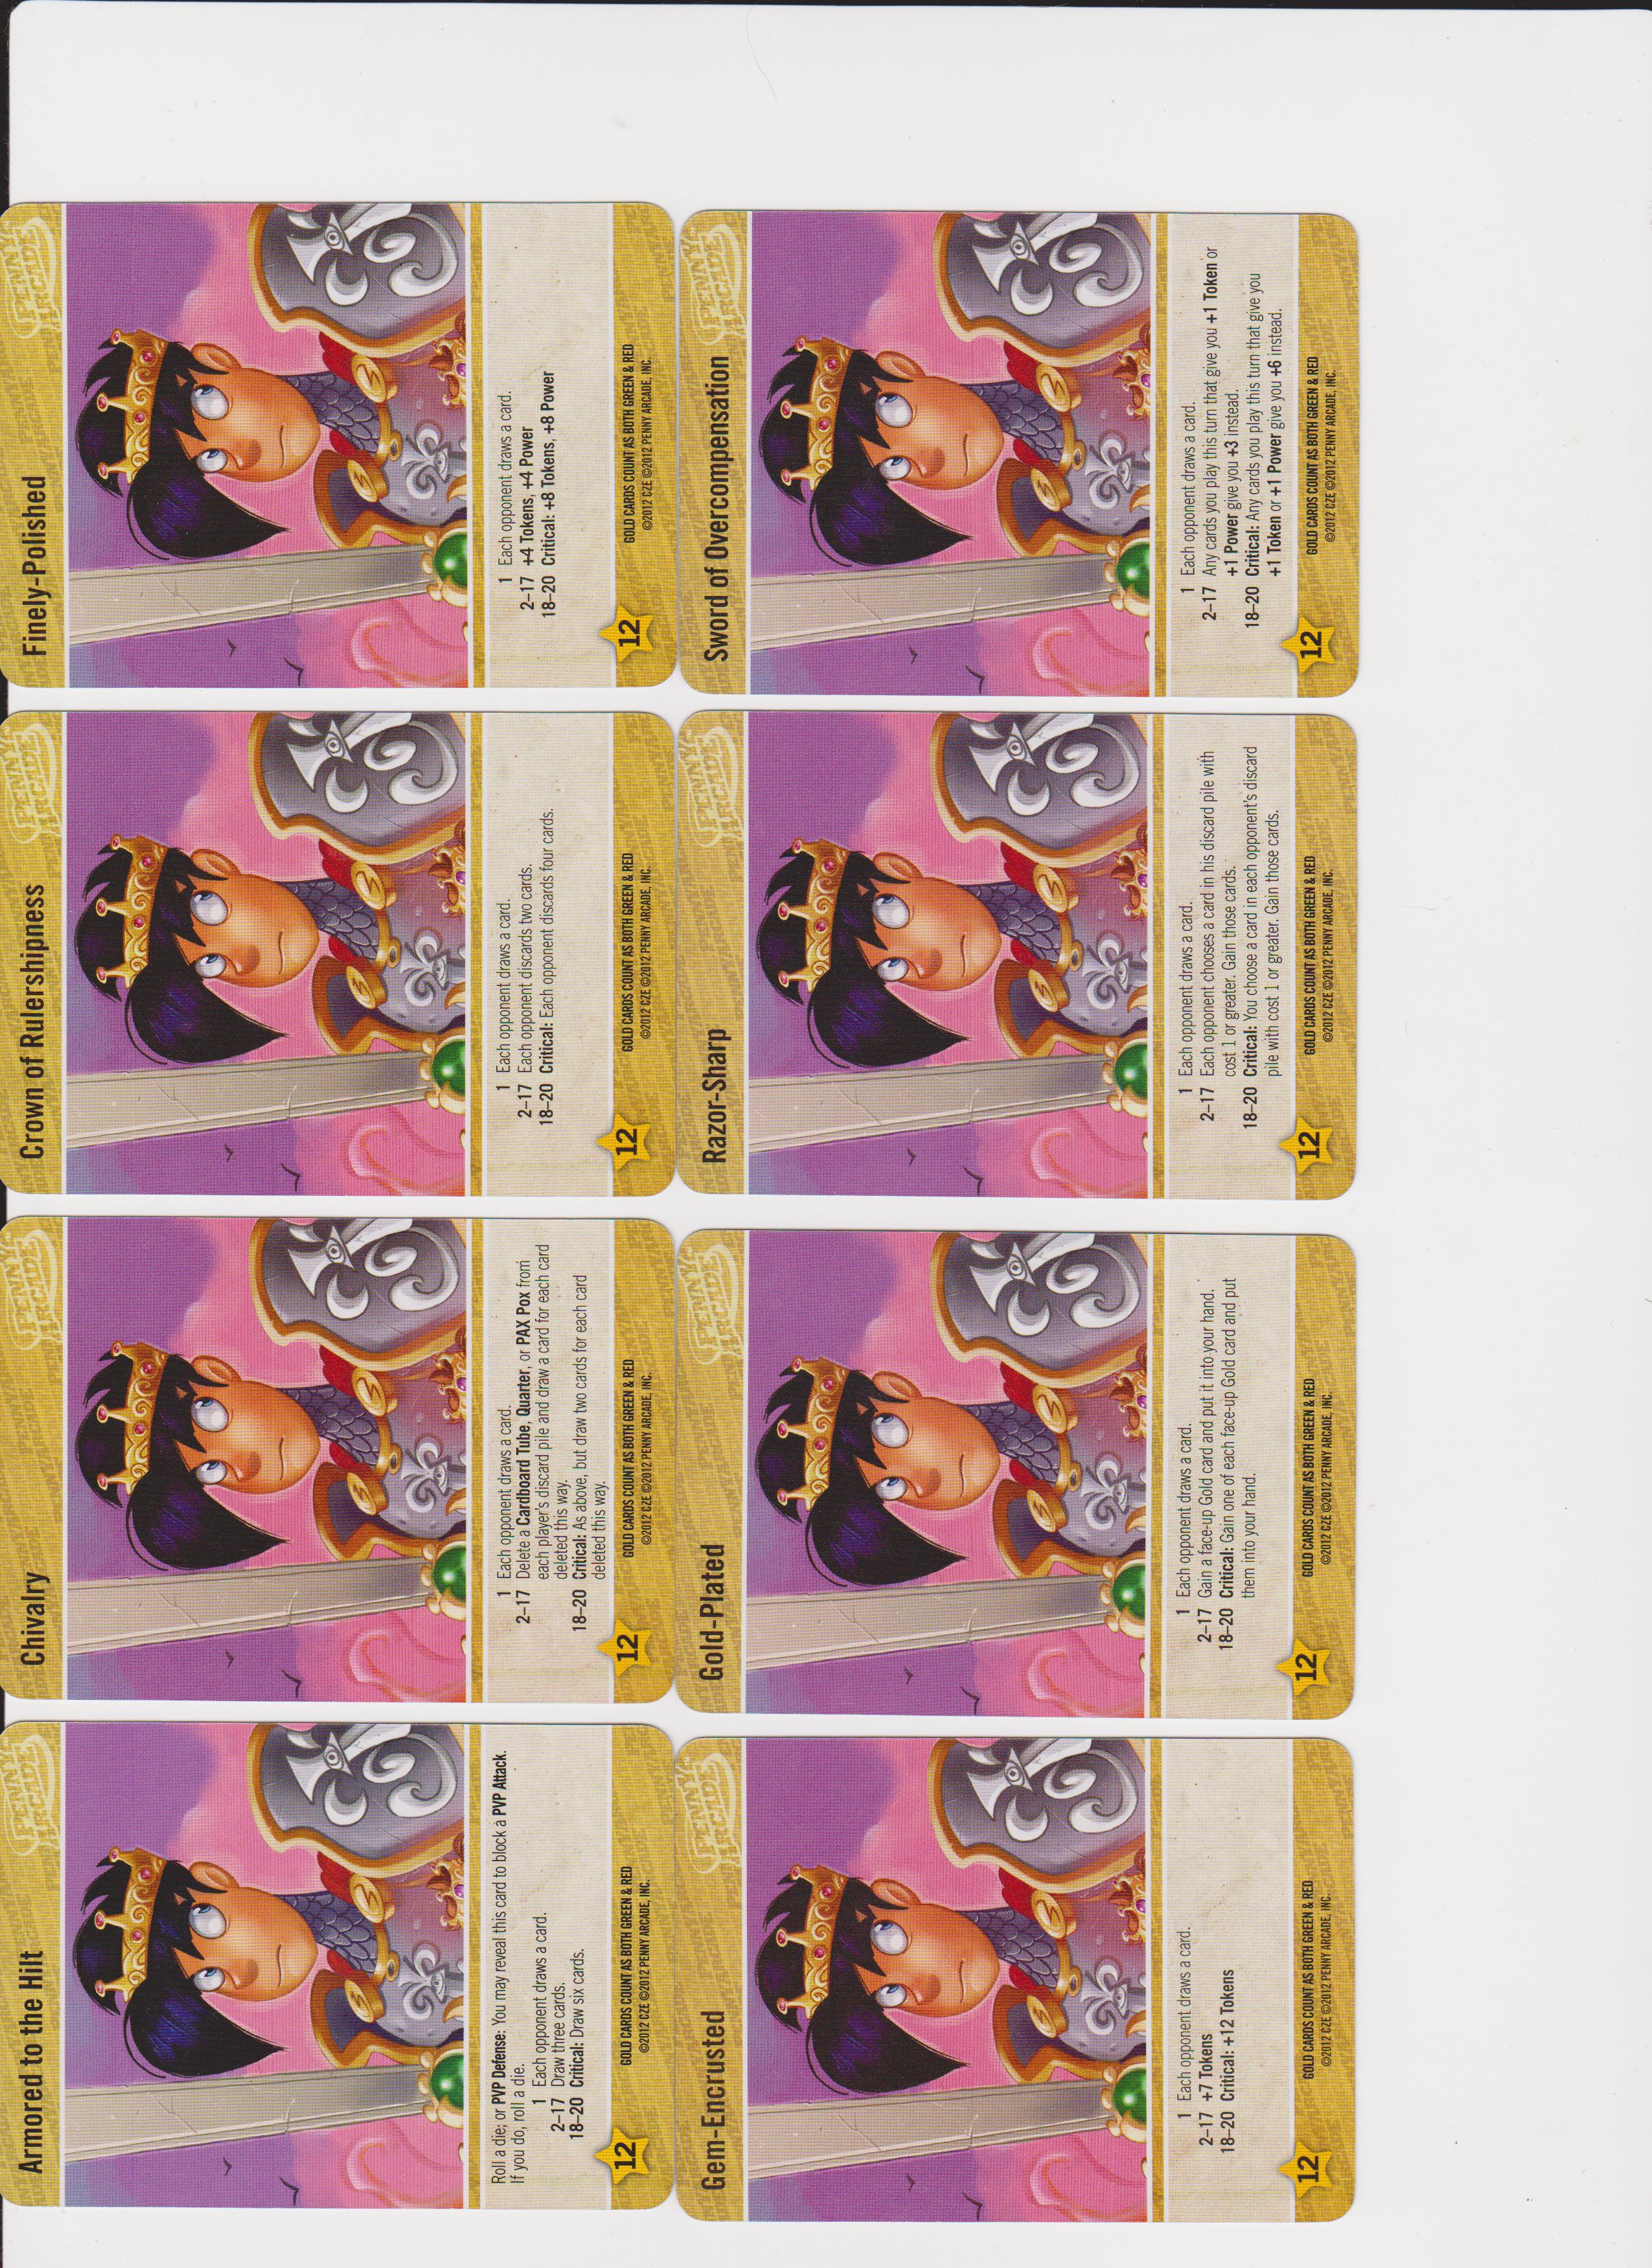 Armored to the Hilt
PENNY ARCADE
Roll a die; or PVP Defense: You may reveal this card to block a PVP Attack.
If you do, roll a die.
1 Each opponent draws a card.
2–17 Draw three cards.
18–20 Critical: Draw six cards.
12
GOLD CARDS COUNT AS BOTH GREEN & RED
©2012 CZE ©2012 PENNY ARCADE, INC.
Chivalry
PENNY ARCADE
1 Each opponent draws a card.
2–17 Delete a Cardboard Tube, Quarter, or PAX Pox from
each player's discard pile and draw a card for each card
deleted this way.
18–20 Critical: As above, but draw two cards for each card
deleted this way.
12
GOLD CARDS COUNT AS BOTH GREEN & RED
©2012 CZE ©2012 PENNY ARCADE, INC.
Crown of Rulershipness
PENNY ARCADE
1 Each opponent draws a card.
2–17 Each opponent discards two cards.
18–20 Critical: Each opponent discards four cards.
12
GOLD CARDS COUNT AS BOTH GREEN & RED
©2012 CZE ©2012 PENNY ARCADE, INC.
Finely-Polished
PENNY ARCADE
1 Each opponent draws a card.
2–17 +4 Tokens, +4 Power
18–20 Critical: +8 Tokens, +8 Power
12
GOLD CARDS COUNT AS BOTH GREEN & RED
©2012 CZE ©2012 PENNY ARCADE, INC.
Gem-Encrusted
PENNY ARCADE
1 Each opponent draws a card.
2–17 +7 Tokens
18–20 Critical: +12 Tokens
12
GOLD CARDS COUNT AS BOTH GREEN & RED
©2012 CZE ©2012 PENNY ARCADE, INC.
Gold-Plated
PENNY ARCADE
1 Each opponent draws a card.
2–17 Gain a face-up Gold card and put it into your hand.
18–20 Critical: Gain one of each face-up Gold card and put
them into your hand.
12
GOLD CARDS COUNT AS BOTH GREEN & RED
©2012 CZE ©2012 PENNY ARCADE, INC.
Razor-Sharp
PENNY ARCADE
1 Each opponent draws a card.
2–17 Each opponent chooses a card in his discard pile with
cost 1 or greater. Gain those cards.
18–20 Critical: You choose a card in each opponent's discard
pile with cost 1 or greater. Gain those cards.
12
GOLD CARDS COUNT AS BOTH GREEN & RED
©2012 CZE ©2012 PENNY ARCADE, INC.
Sword of Overcompensation
PENNY ARCADE
1 Each opponent draws a card.
2–17 Any cards you play this turn that give you +1 Token or
+1 Power give you +3 instead.
18–20 Critical: Any cards you play this turn that give you
+1 Token or +1 Power give you +6 instead.
12
GOLD CARDS COUNT AS BOTH GREEN & RED
©2012 CZE ©2012 PENNY ARCADE, INC.